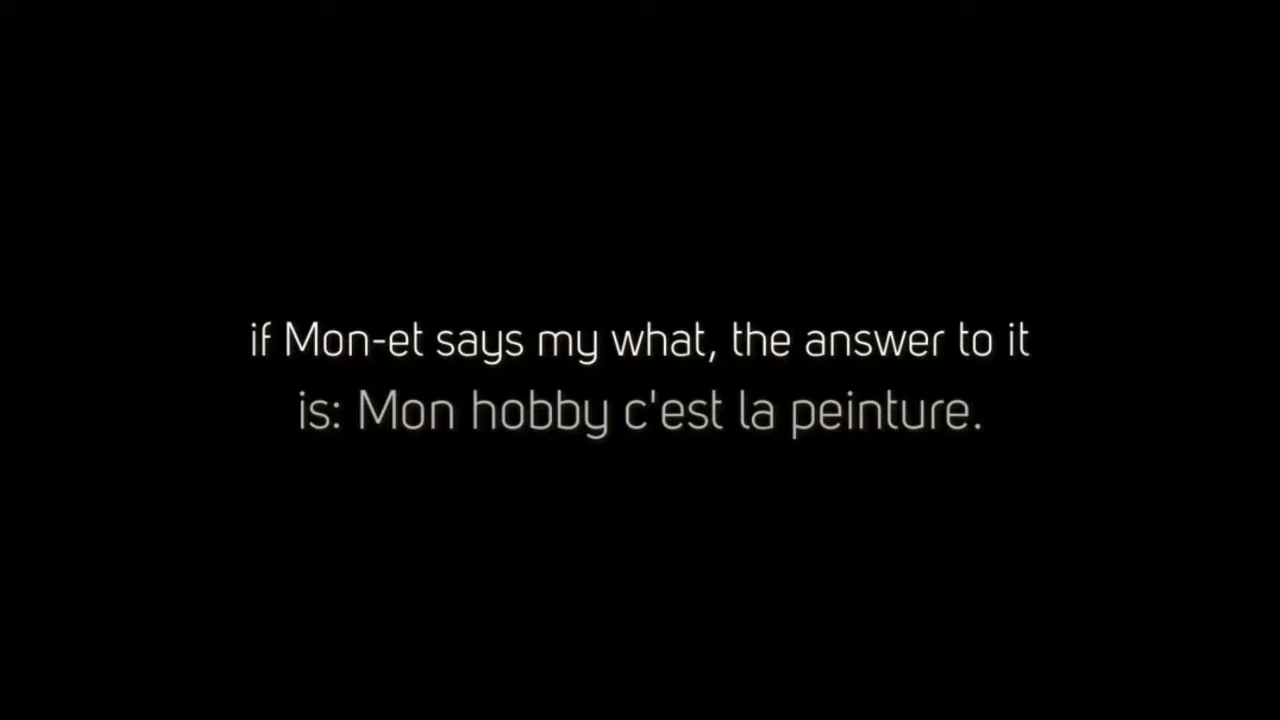 if Mon-et says my what, the answer to it
is: Mon hobby c'est la peinture.